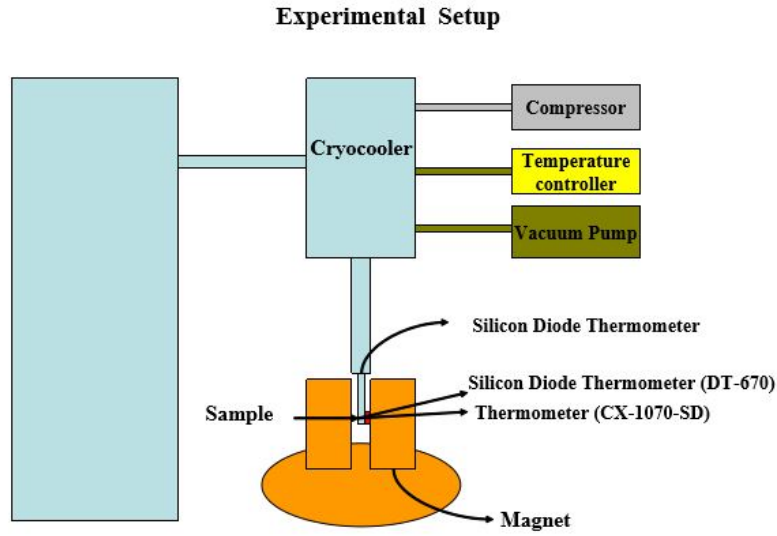 Experimental Setup
Compressor
Cryocooler
Temperature
controller
Vacuum Pump
Silicon Diode Thermometer
Silicon Diode Thermometer (DT-670)
Sample
Thermometer (CX-1070-SD)
Magnet